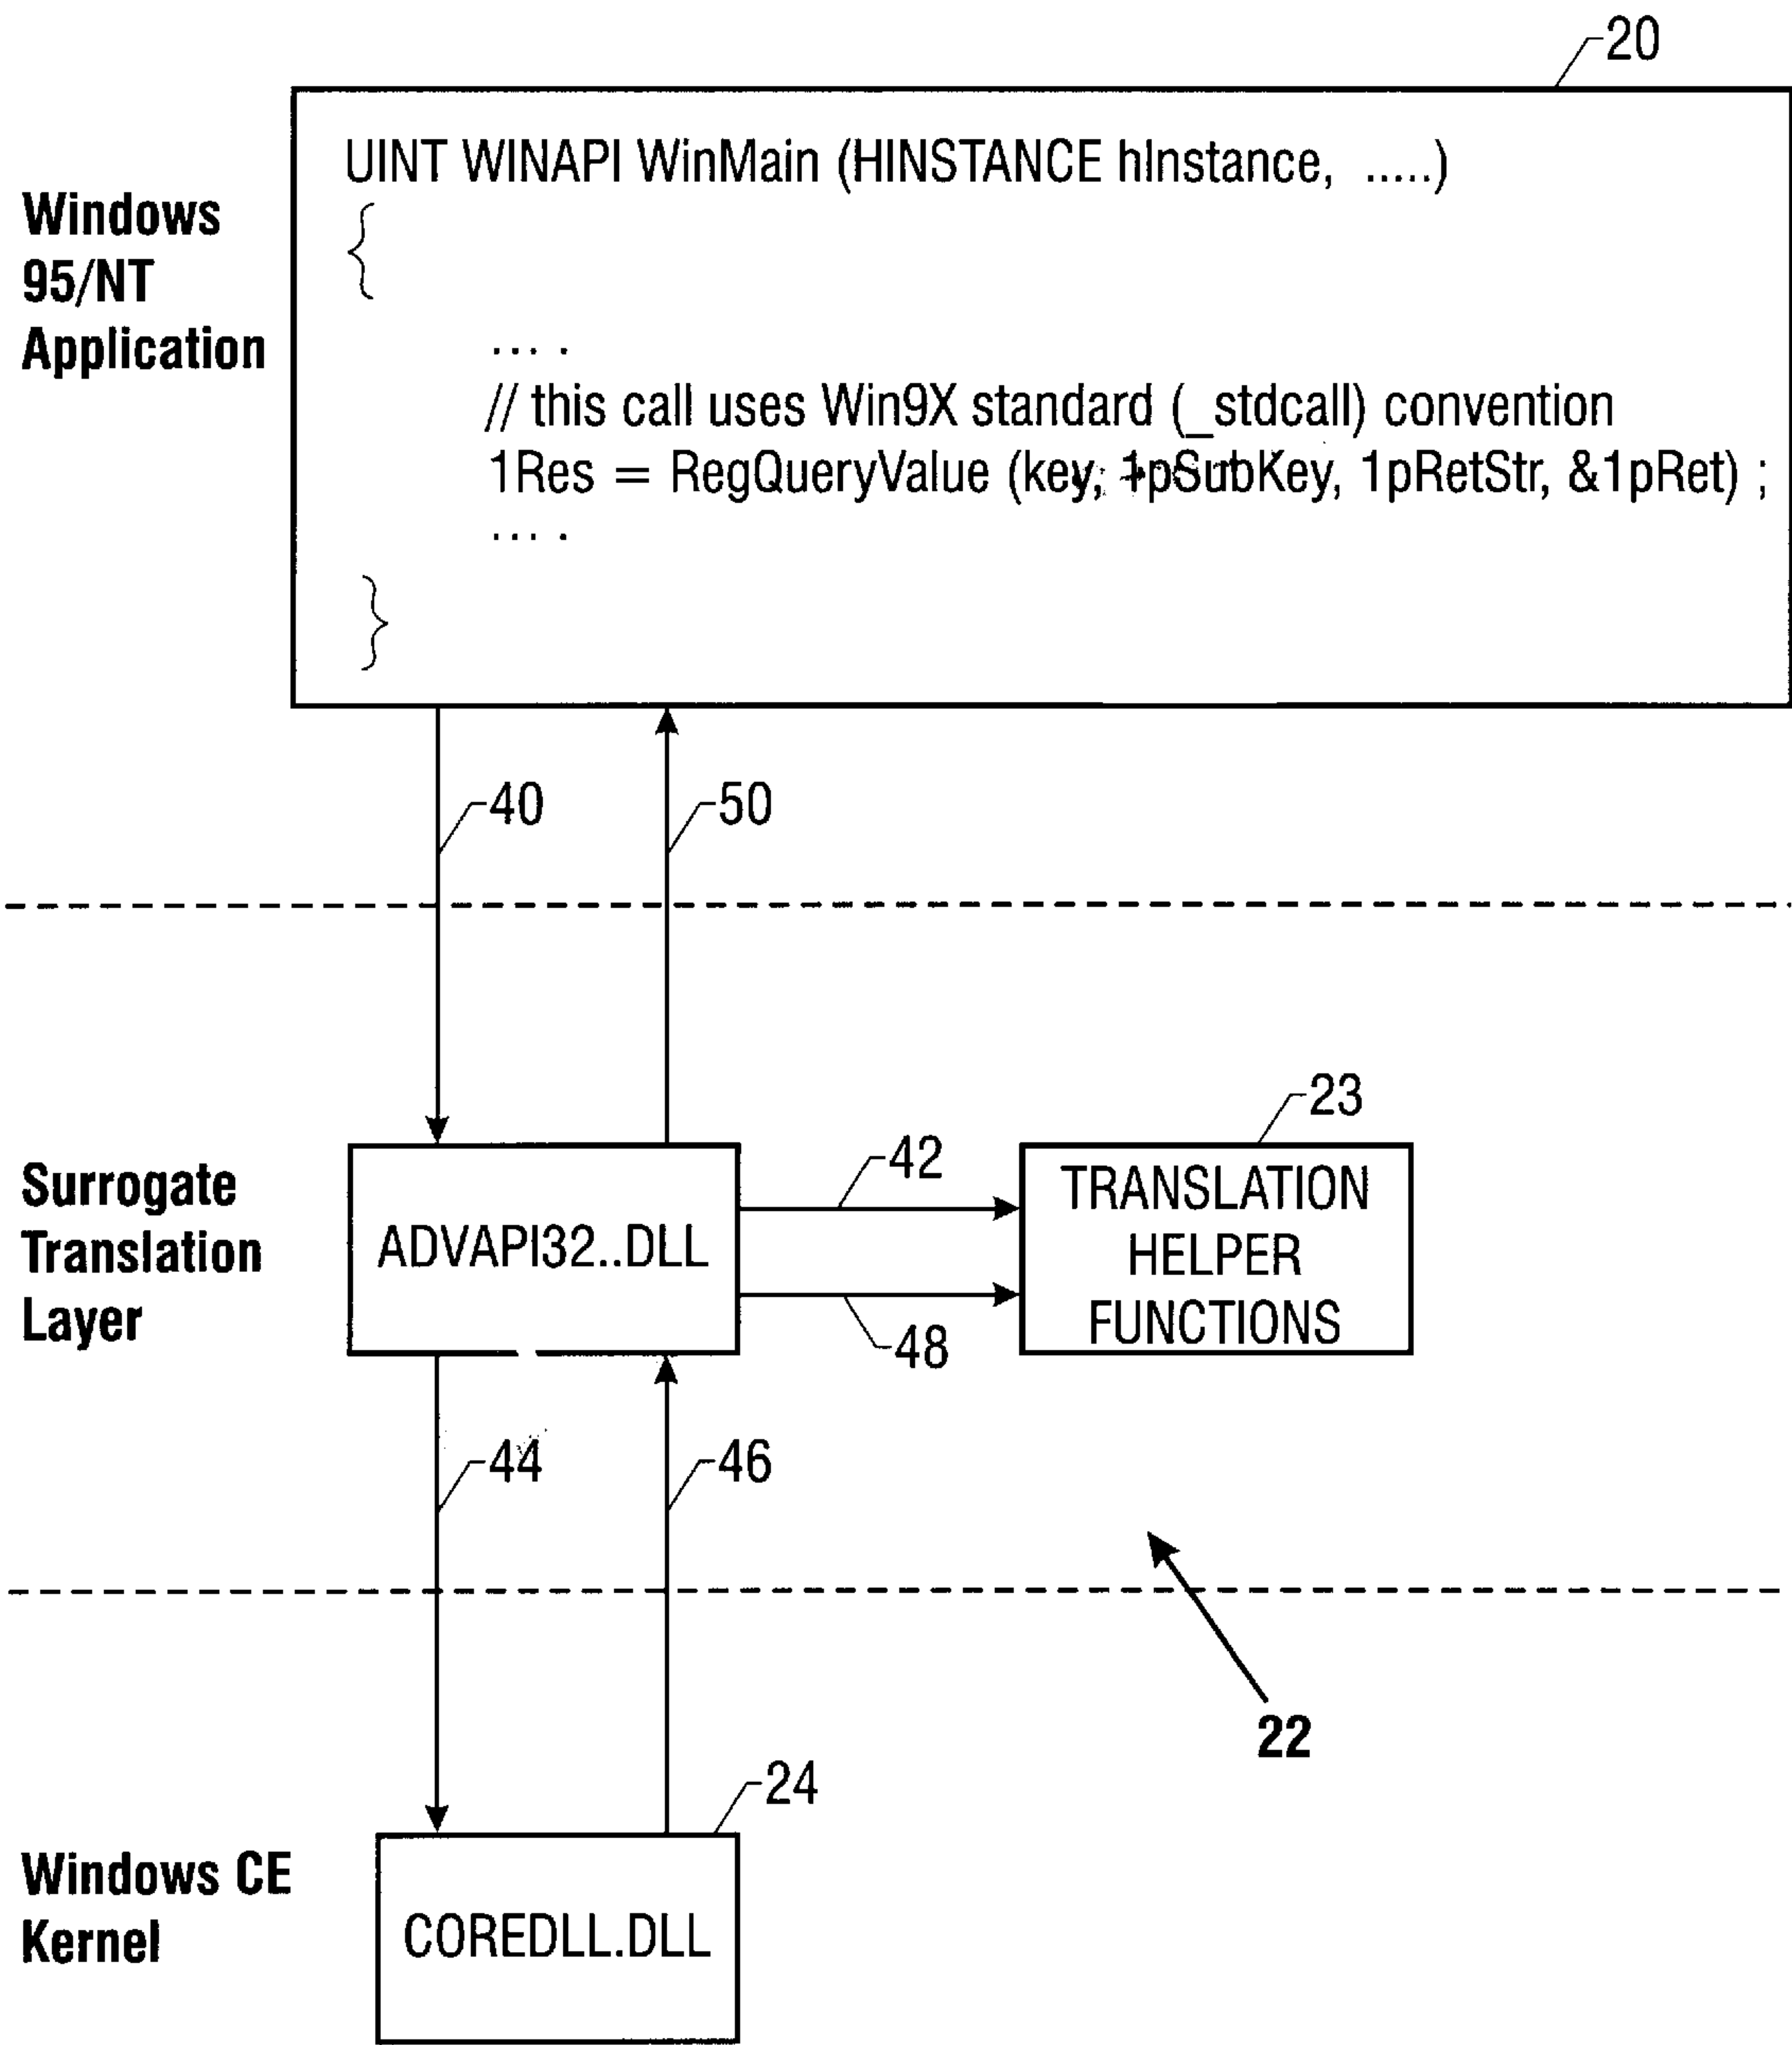 20
UINT WINAPI WinMain (HINSTANCE hInstance, .....)
{
.... 
// this call uses Win9X standard (_stdcall) convention
1Res = RegQueryValue (key, 1pSubKey, 1pRetStr, &1pRet) ;
....
}
Windows
95/NT
Application
40
50
Surrogate
Translation
Layer
ADVAPI32..DLL
42
48
23
TRANSLATION
HELPER
FUNCTIONS
44
46
22
24
Windows CE
Kernel
COREDLL.DLL